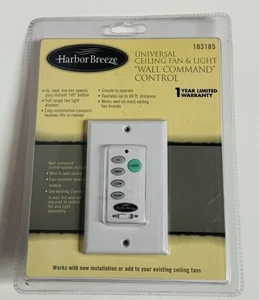 103185
Harbor Breeze
UNIVERSAL
CEILING FAN & LIGHT
"WALL COMMAND"
CONTROL
1 YEAR LIMITED
WARRANTY
• Hi, med, low fan speeds
plus instant "off" button
• Full range fan light
dimmer
• Easy installation-compact
receiver fits in canopy
• Simple to operate
• Operates up to 40 ft. distance
• Works well on most ceiling
fan brands
"Wall command"
Works with new installation or add to your existing ceiling fans